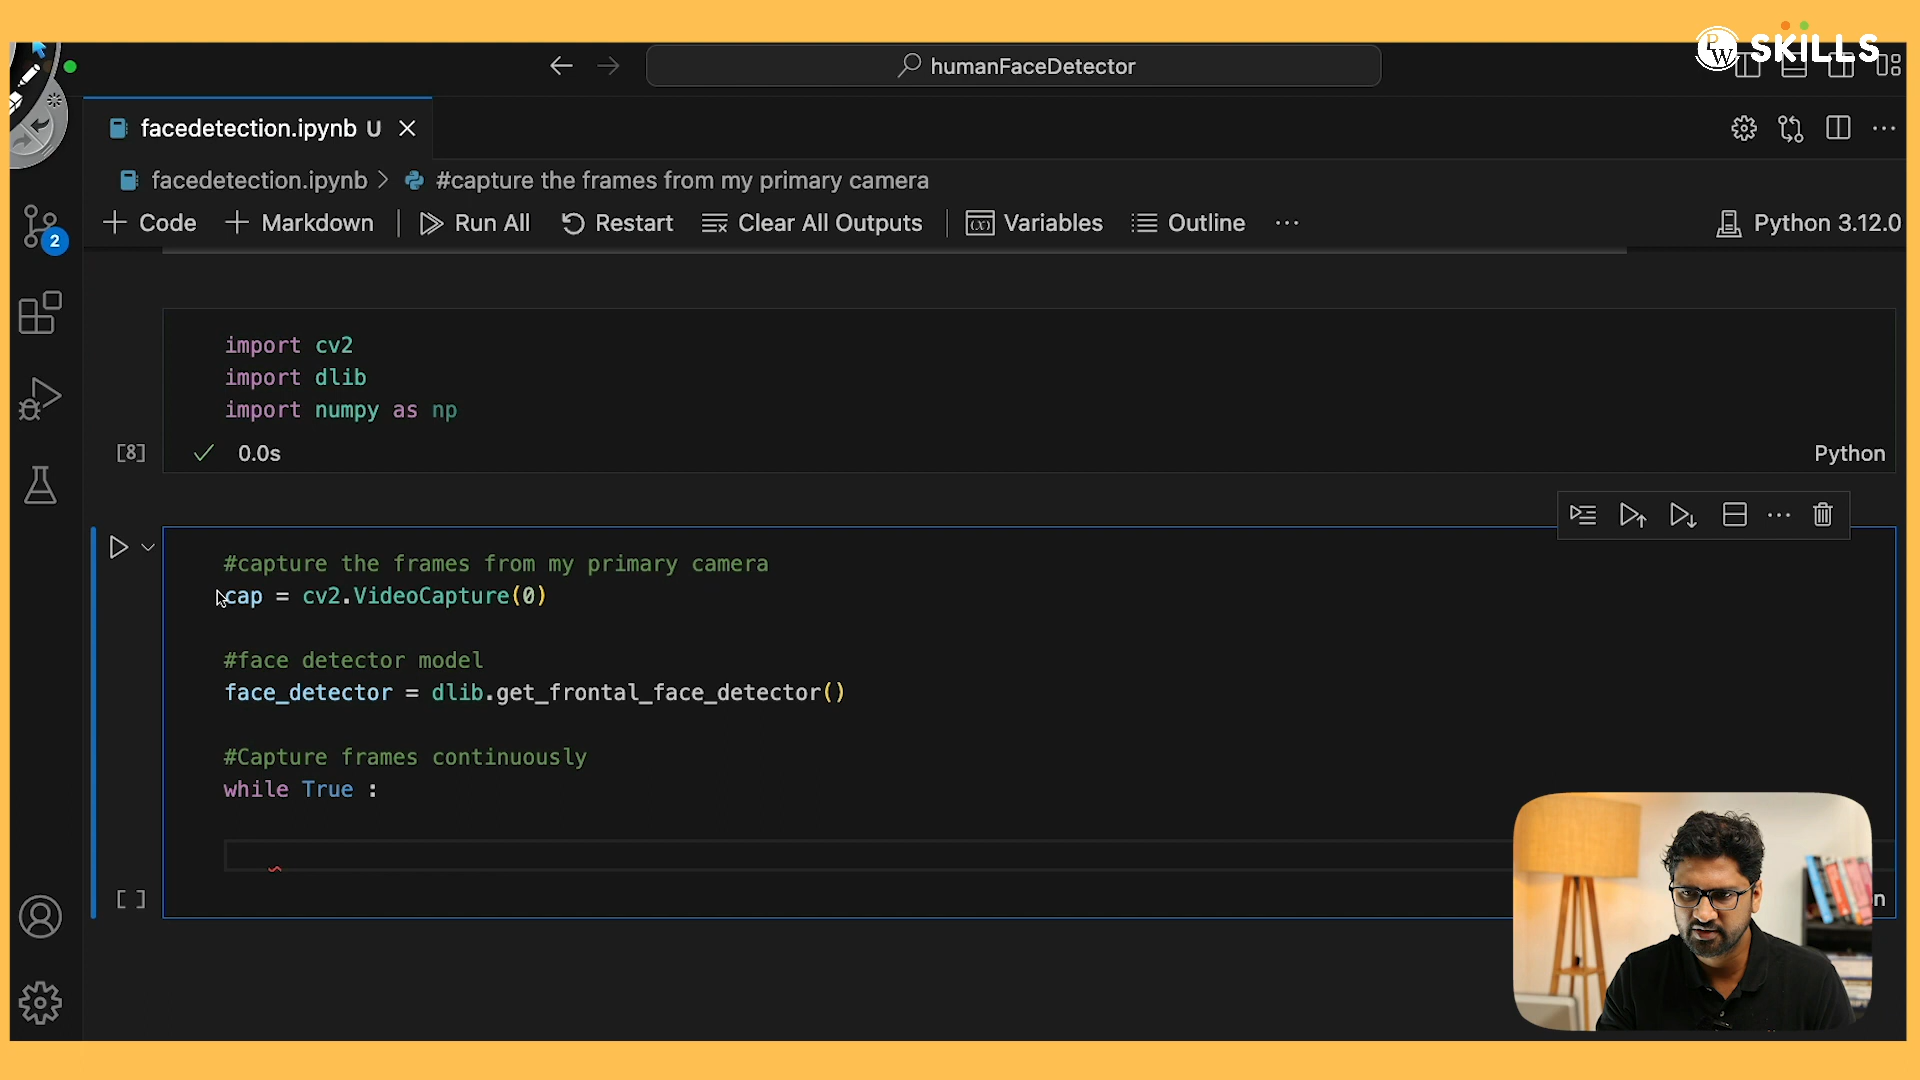 PW SKILLS
humanFaceDetector
facedetection.ipynb U
facedetection.ipynb > #capture the frames from my primary camera
+ Code + Markdown | Run All Restart Clear All Outputs | Variables Outline ... Python 3.12.0
2
import cv2
import dlib
import numpy as np
[8] 0.0s Python
#capture the frames from my primary camera
cap = cv2.VideoCapture(0)
#face detector model
face_detector = dlib.get_frontal_face_detector()
#Capture frames continuously
while True :
[ ] n